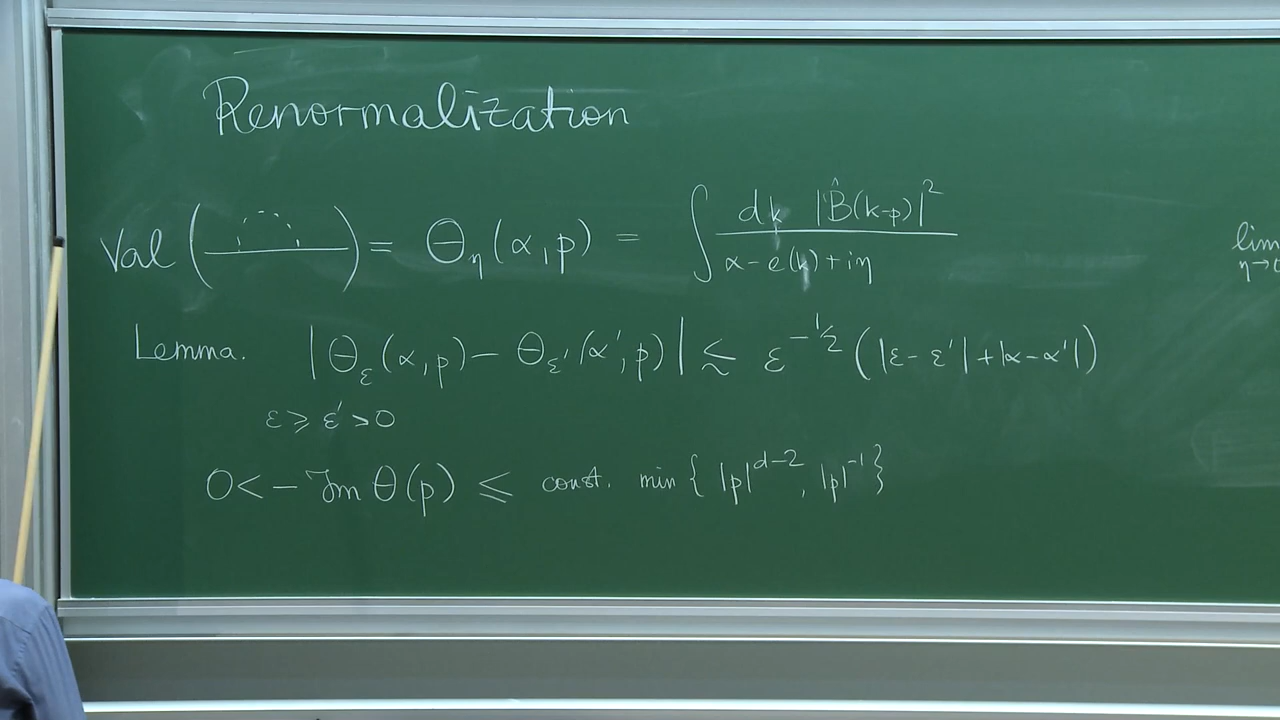 Renormalization
Val ( ) = Θ_η(α,p) = ∫ dk |B̂(k-p)|² / α - e(k) + iη
lim η→0
Lemma. |Θ_ε(α,p) - Θ_ε'(α',p)| ≲ ε^{-1/2} (|ε-ε'| + |α-α'|)
ε ≥ ε' > 0
0 < - Im Θ(p) ≤ const. min { |p|^{d-2}, |p|^{-1} }